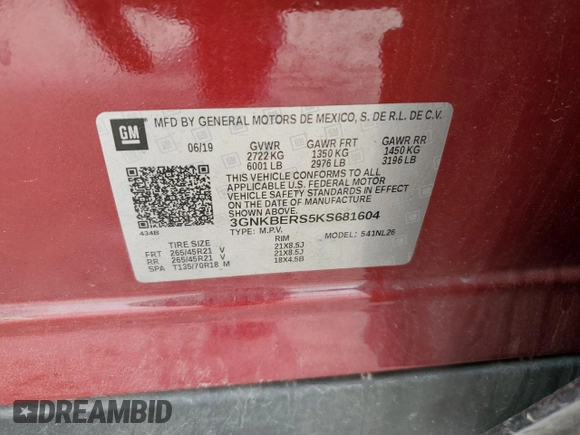 GM
MFD BY GENERAL MOTORS DE MEXICO, S. DE R.L. DE C.V.
06/19 GVWR GAWR FRT GAWR RR
2722 KG 1350 KG 1450 KG
6001 LB 2976 LB 3196 LB
THIS VEHICLE CONFORMS TO ALL
APPLICABLE U.S. FEDERAL MOTOR
VEHICLE SAFETY STANDARDS IN EFFECT
ON THE DATE OF MANUFACTURE SHOWN ABOVE.
3GNKBERS5KS681604
434B TYPE: M.P.V. MODEL: 541NL26
TIRE SIZE RIM
FRT 265/45R21 V 21X8.5J
RR 265/45R21 V 21X8.5J
SPA T135/70R18 M 18X4.5B
DREAMBID